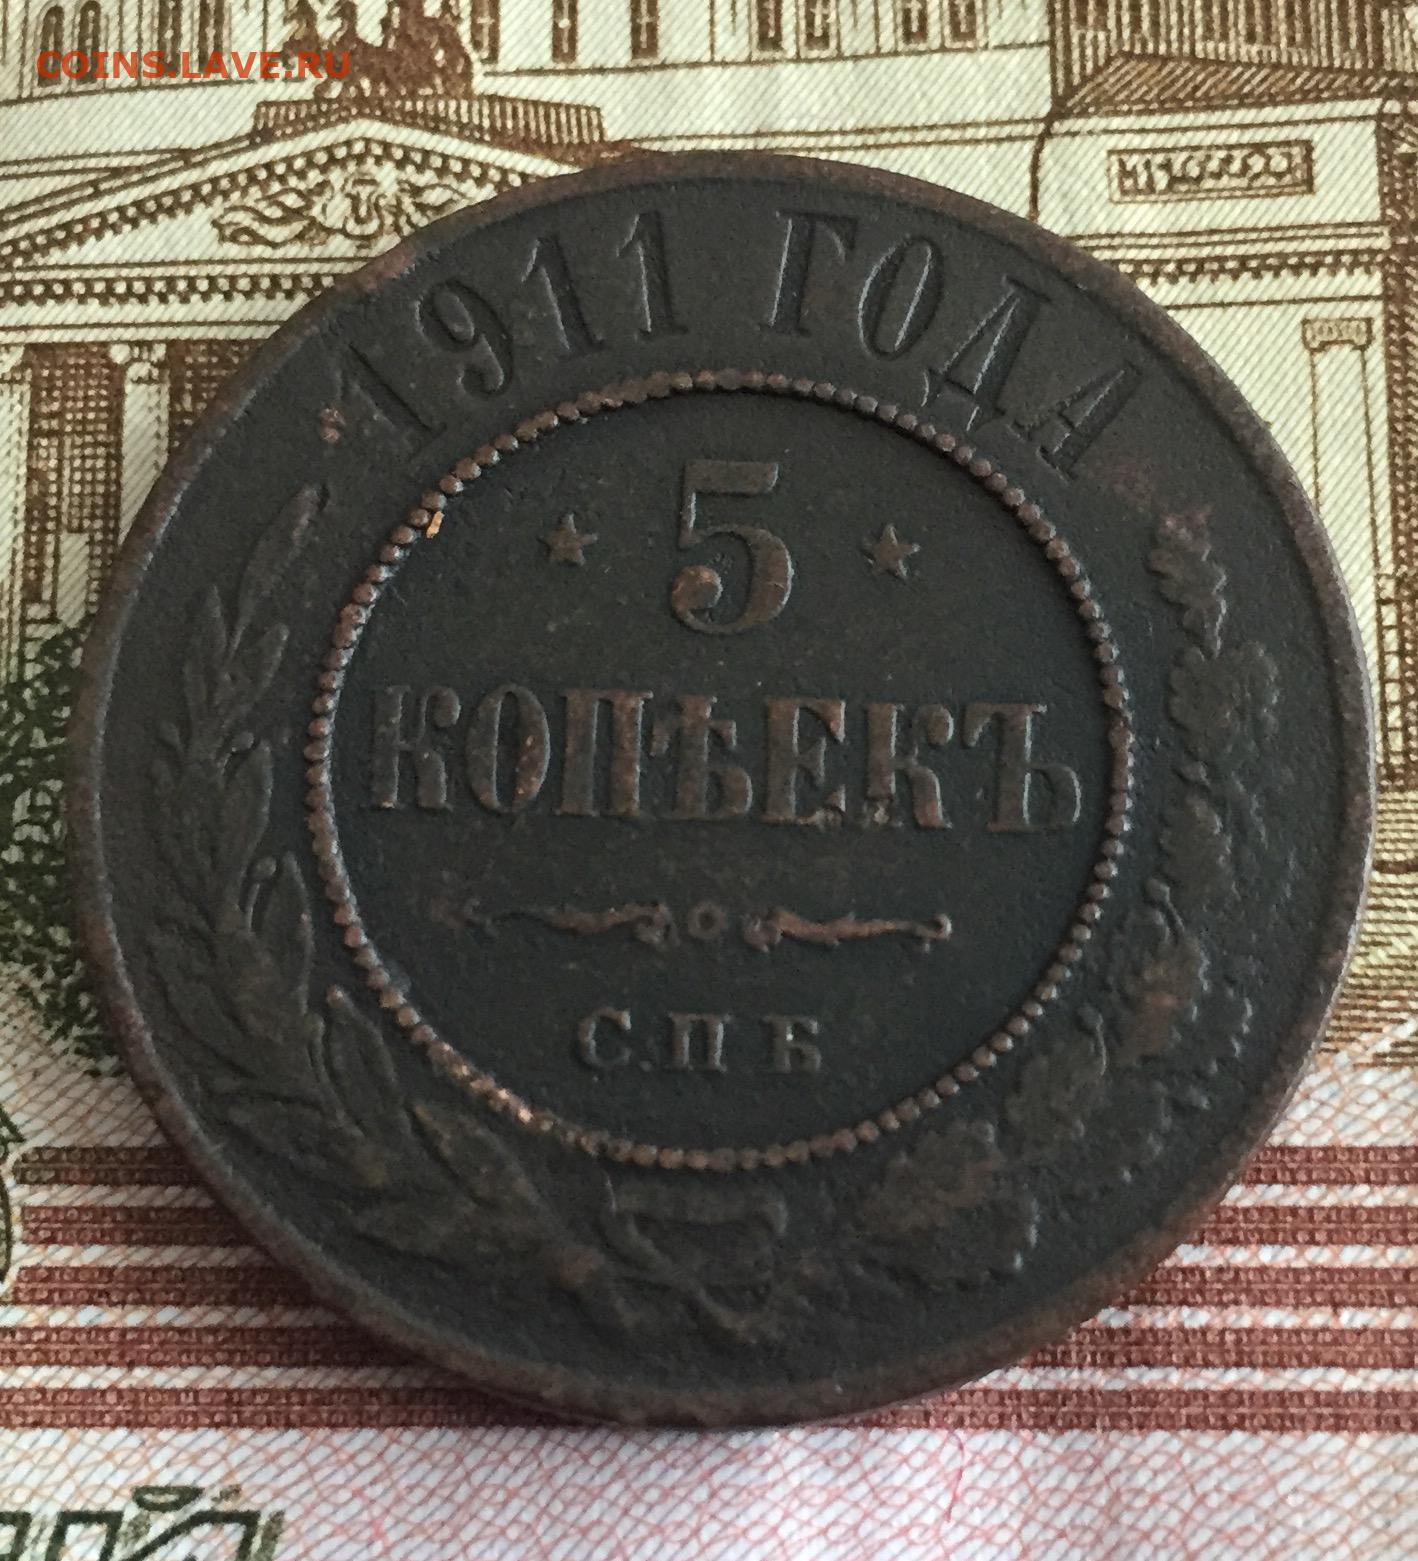 COINS.LAVE.RU
1911 ГОДА
5
КОПѢЕКЪ
С.П.Б